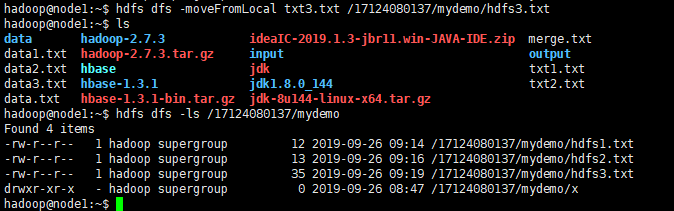 hadoop@node1:~$ hdfs dfs -moveFromLocal txt3.txt /17124080137/mydemo/hdfs3.txt
hadoop@node1:~$ ls
data hadoop-2.7.3 ideaIC-2019.1.3-jbr11.win-JAVA-IDE.zip merge.txt
data1.txt hadoop-2.7.3.tar.gz input output
data2.txt hbase jdk txt1.txt
data3.txt hbase-1.3.1 jdk1.8.0_144 txt2.txt
data.txt hbase-1.3.1-bin.tar.gz jdk-8u144-linux-x64.tar.gz
hadoop@node1:~$ hdfs dfs -ls /17124080137/mydemo
Found 4 items
-rw-r--r-- 1 hadoop supergroup 12 2019-09-26 09:14 /17124080137/mydemo/hdfs1.txt
-rw-r--r-- 1 hadoop supergroup 13 2019-09-26 09:16 /17124080137/mydemo/hdfs2.txt
-rw-r--r-- 1 hadoop supergroup 35 2019-09-26 09:19 /17124080137/mydemo/hdfs3.txt
drwxr-xr-x - hadoop supergroup 0 2019-09-26 08:47 /17124080137/mydemo/x
hadoop@node1:~$